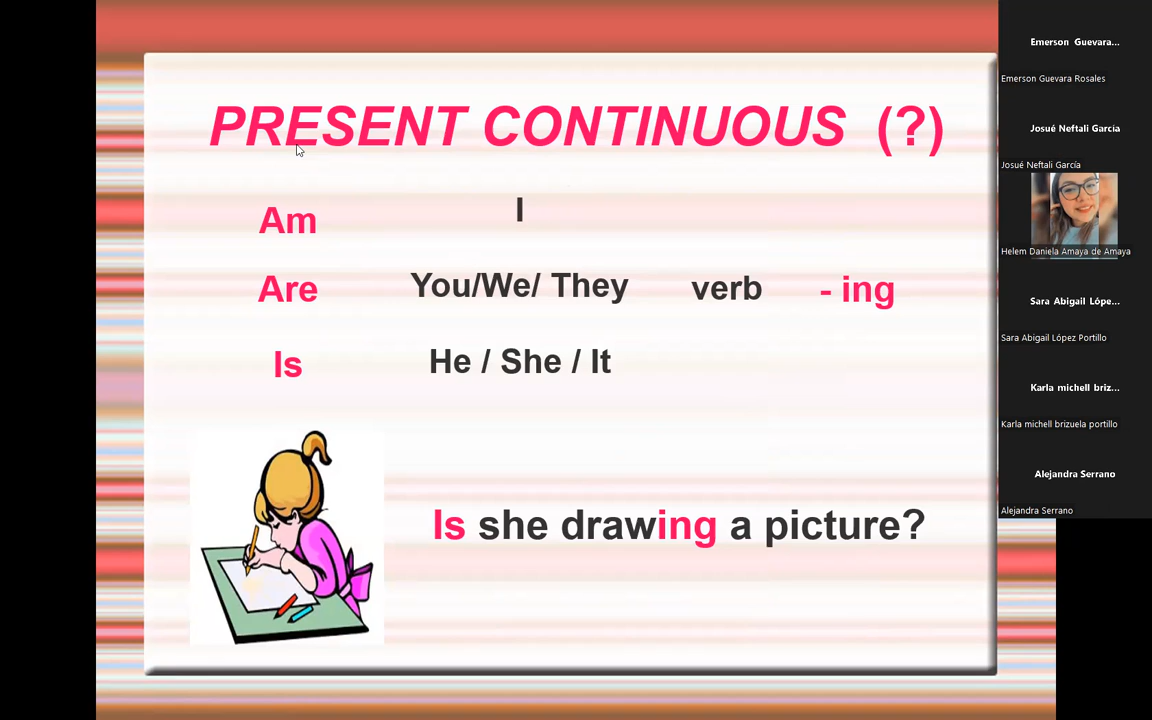 PRESENT CONTINUOUS (?)
Am I
Are You/We/ They verb - ing
Is He / She / It
Is she drawing a picture?
Emerson Guevara...
Emerson Guevara Rosales
Josué Neftali García
Josué Neftali García
Helem Daniela Amaya de Amaya
Sara Abigail Lópe...
Sara Abigail López Portillo
Karla michell briz...
Karla michell brizuela portillo
Alejandra Serrano
Alejandra Serrano